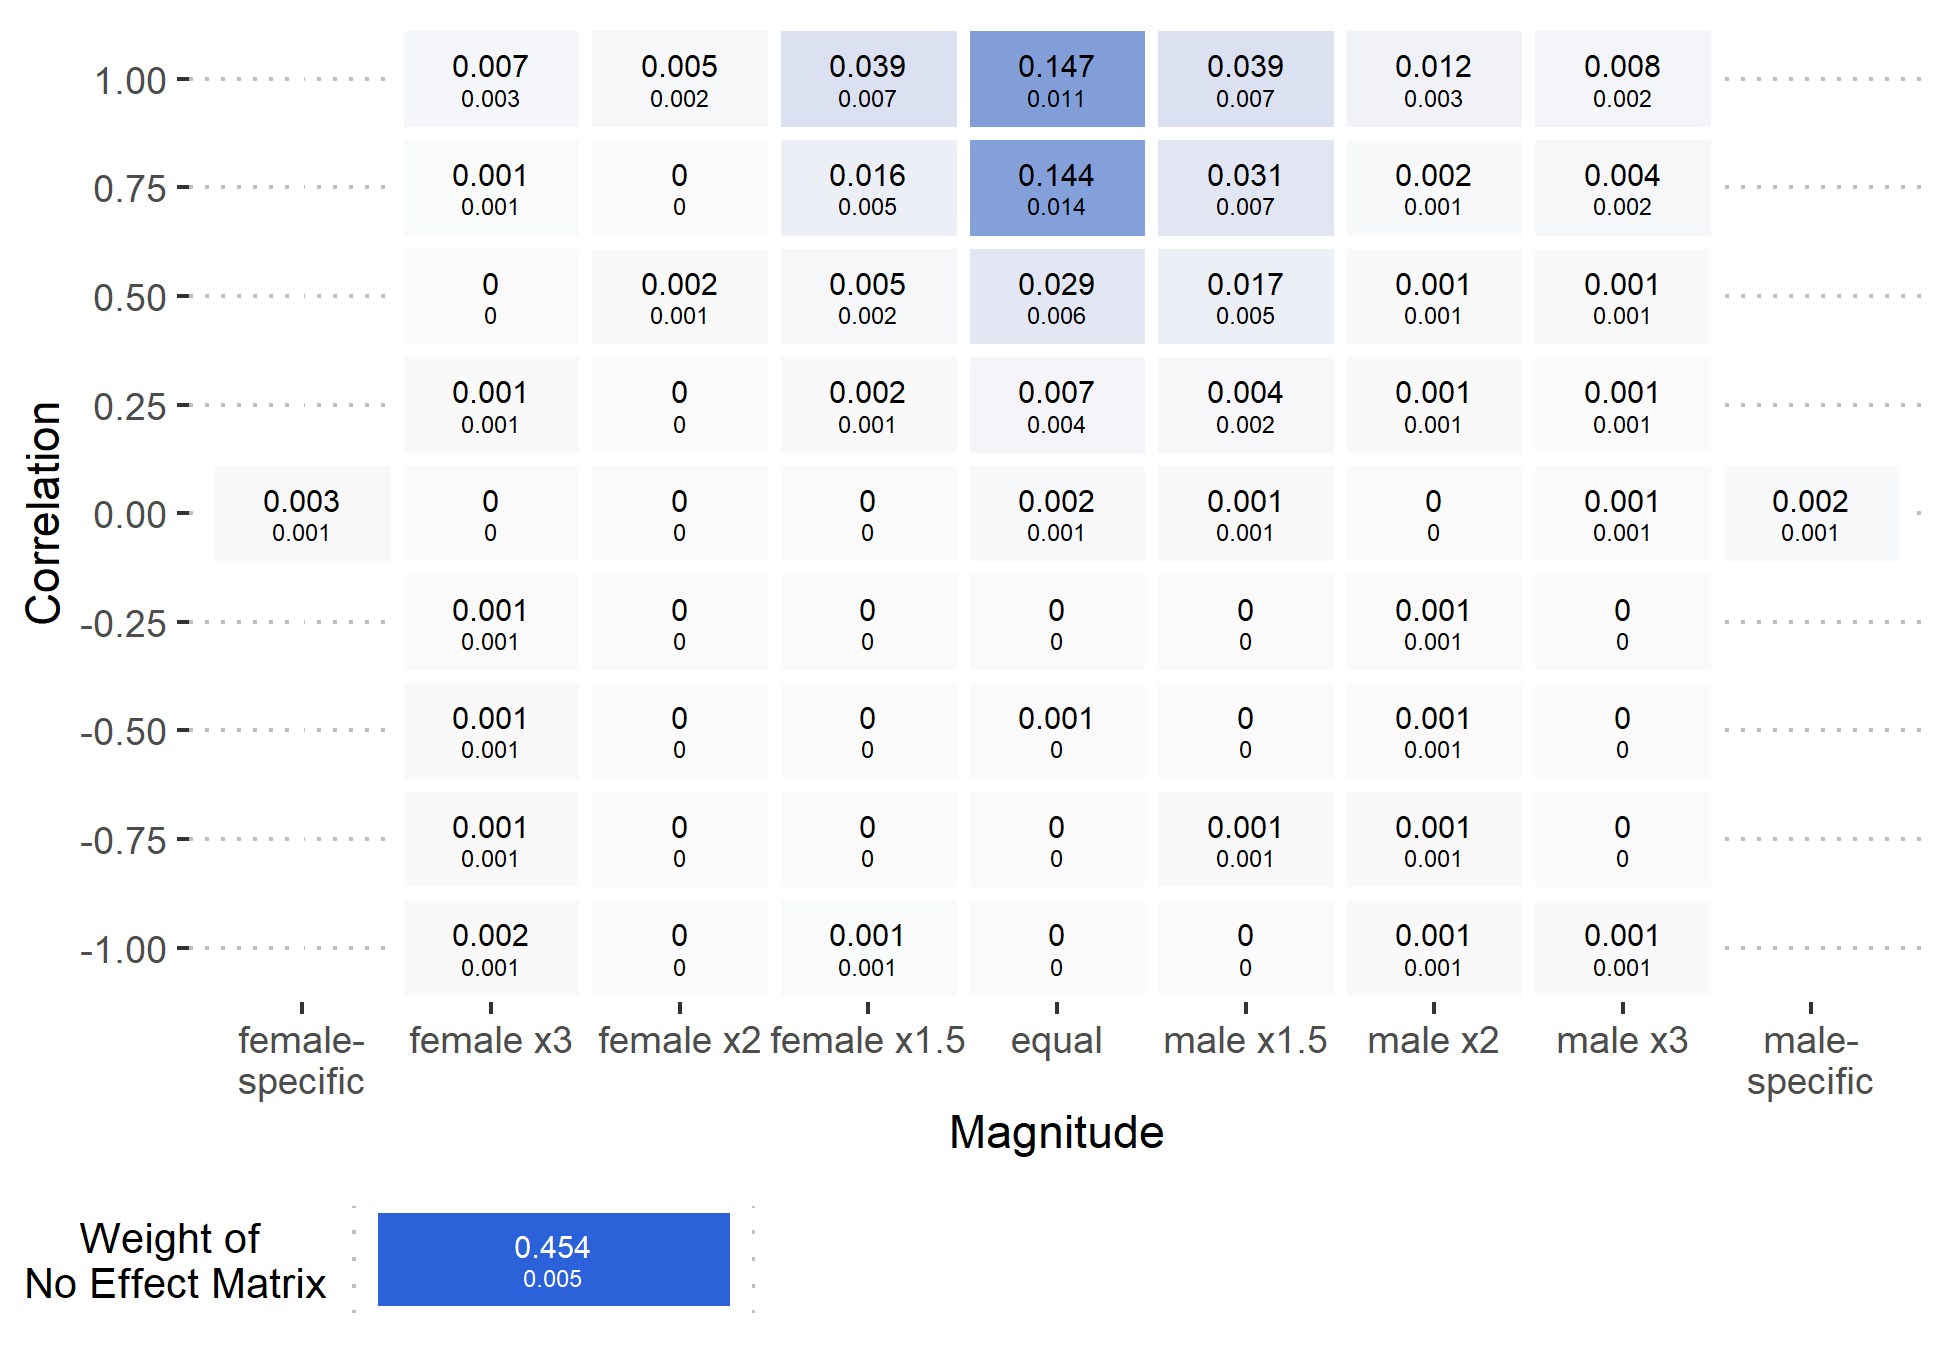 1.00 0.007 0.005 0.039 0.147 0.039 0.012 0.008
0.003 0.002 0.007 0.011 0.007 0.003 0.002
0.75 0.001 0 0.016 0.144 0.031 0.002 0.004
0.001 0 0.005 0.014 0.007 0.001 0.002
0.50 0 0.002 0.005 0.029 0.017 0.001 0.001
0 0.001 0.002 0.006 0.005 0.001 0.001
0.25 0.001 0 0.002 0.007 0.004 0.001 0.001
0.001 0 0.001 0.004 0.002 0.001 0.001
0.00 0.003 0 0 0 0.002 0.001 0 0.001 0.002
0.001 0 0 0 0.001 0.001 0 0.001 0.001
-0.25 0.001 0 0 0 0 0.001 0
0.001 0 0 0 0 0.001 0
-0.50 0.001 0 0 0.001 0 0.001 0
0.001 0 0 0 0 0.001 0
-0.75 0.001 0 0 0 0.001 0.001 0
0.001 0 0 0 0.001 0.001 0
-1.00 0.002 0 0.001 0 0 0.001 0.001
0.001 0 0.001 0 0 0.001 0.001
Correlation
female- female x3 female x2 female x1.5 equal male x1.5 male x2 male x3 male-
specific specific
Magnitude
Weight of
No Effect Matrix
0.454
0.005